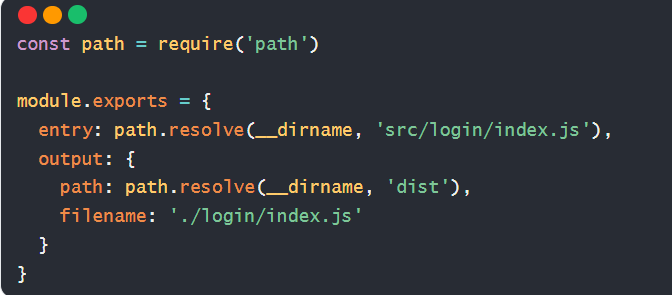 const path = require('path')

module.exports = {
  entry: path.resolve(__dirname, 'src/login/index.js'),
  output: {
    path: path.resolve(__dirname, 'dist'),
    filename: './login/index.js'
  }
}